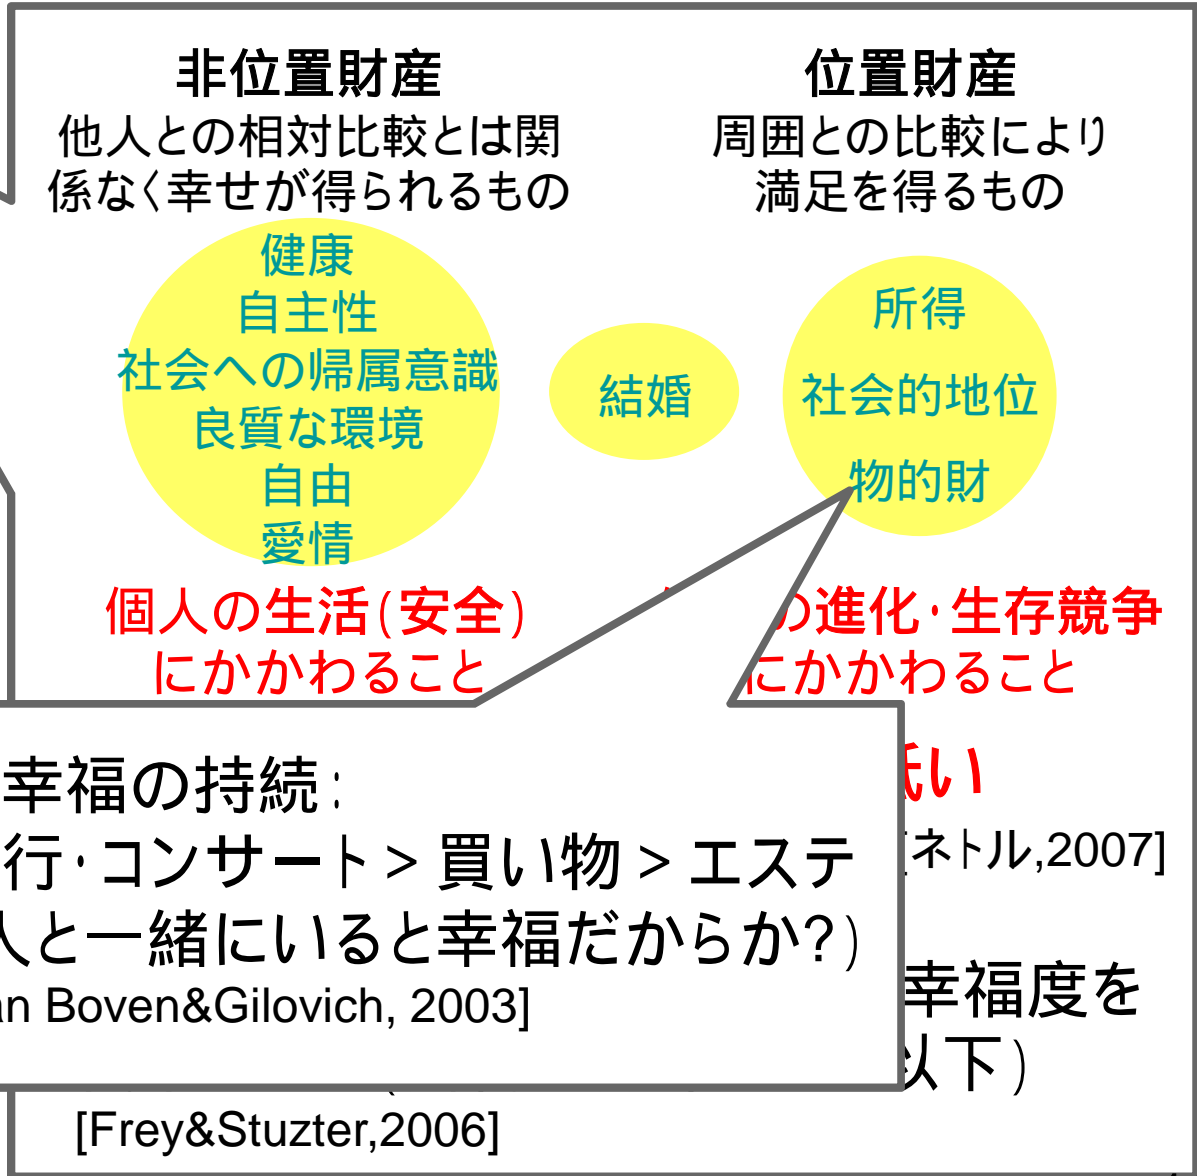 非位置財産
他人との相対比較とは関
係なく幸せが得られるもの
健康
自主性
社会への帰属意識
良質な環境
自由
愛情
個人の生活(安全)
にかかわること
結婚
位置財産
周囲との比較により
満足を得るもの
所得
社会的地位
物的財
の進化・生存競争
にかかわること
低い
[ネトル,2007]
幸福の持続:
行・コンサート > 買い物 > エステ
人と一緒にいると幸福だからか?)
an Boven&Gilovich, 2003]
幸福度を
以下)
[Frey&Stuzter,2006]